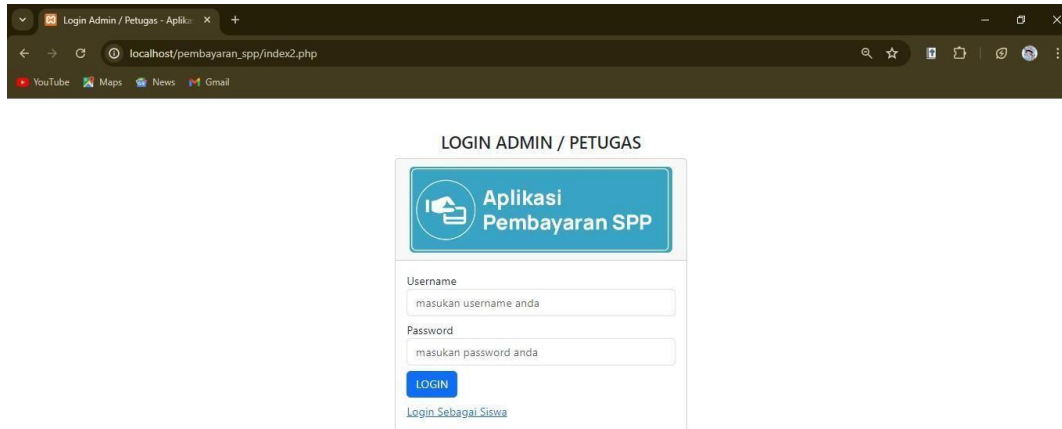 Login Admin / Petugas - Aplika
localhost/pembayaran_spp/index2.php
YouTube Maps News Gmail
LOGIN ADMIN / PETUGAS
Aplikasi
Pembayaran SPP
Username
masukan username anda
Password
masukan password anda
LOGIN
Login Sebagai Siswa